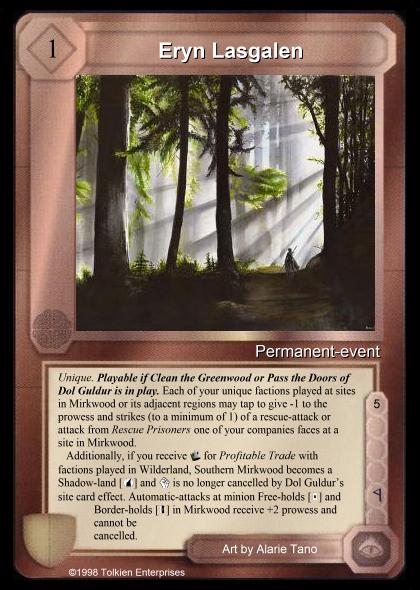 1
Eryn Lasgalen
Permanent-event
Unique. Playable if Clean the Greenwood or Pass the Doors of
Dol Guldur is in play. Each of your unique factions played at sites
in Mirkwood or its adjacent regions may tap to give -1 to the
prowess and strikes (to a minimum of 1) of a rescue-attack or
attack from Rescue Prisoners one of your companies faces at a
site in Mirkwood.
Additionally, if you receive for Profitable Trade with
factions played in Wilderland, Southern Mirkwood becomes a
Shadow-land [ ] and is no longer cancelled by Dol Guldur's
site card effect. Automatic-attacks at minion Free-holds [ ] and
Border-holds [ ] in Mirkwood receive +2 prowess and
cannot be
cancelled.
5
Art by Alarie Tano
©1998 Tolkien Enterprises